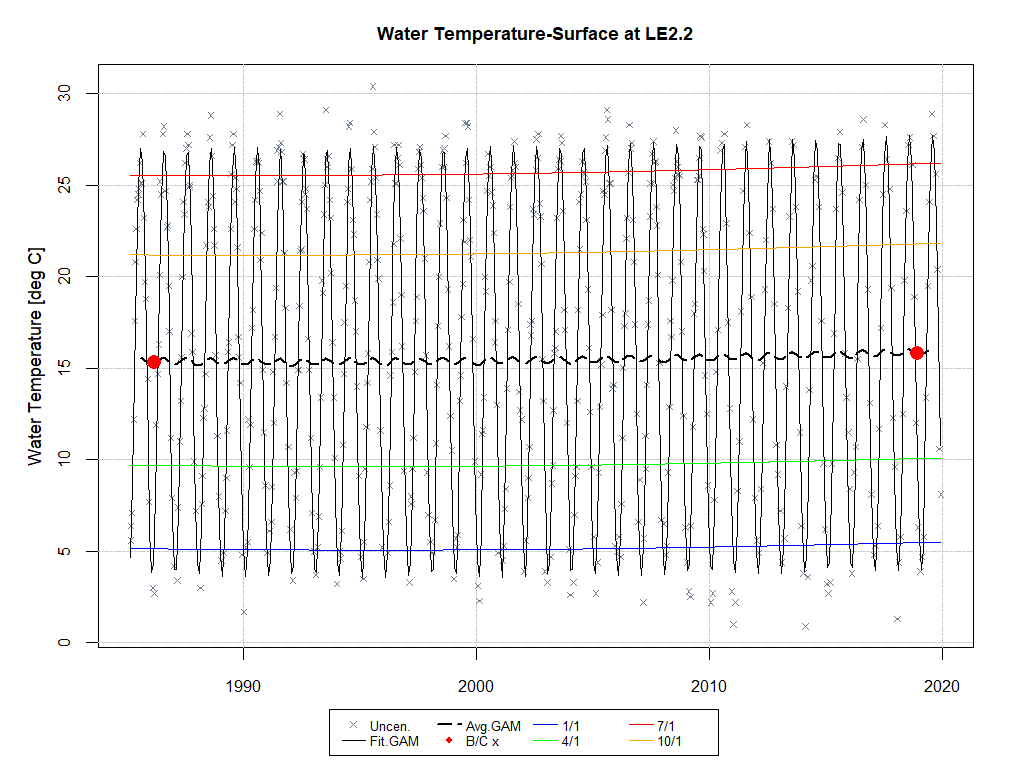 Water Temperature-Surface at LE2.2
Water Temperature [deg C]
30
25
20
15
10
5
0
1990 2000 2010 2020
Uncen. Avg.GAM 1/1 7/1
Fit.GAM B/C x 4/1 10/1